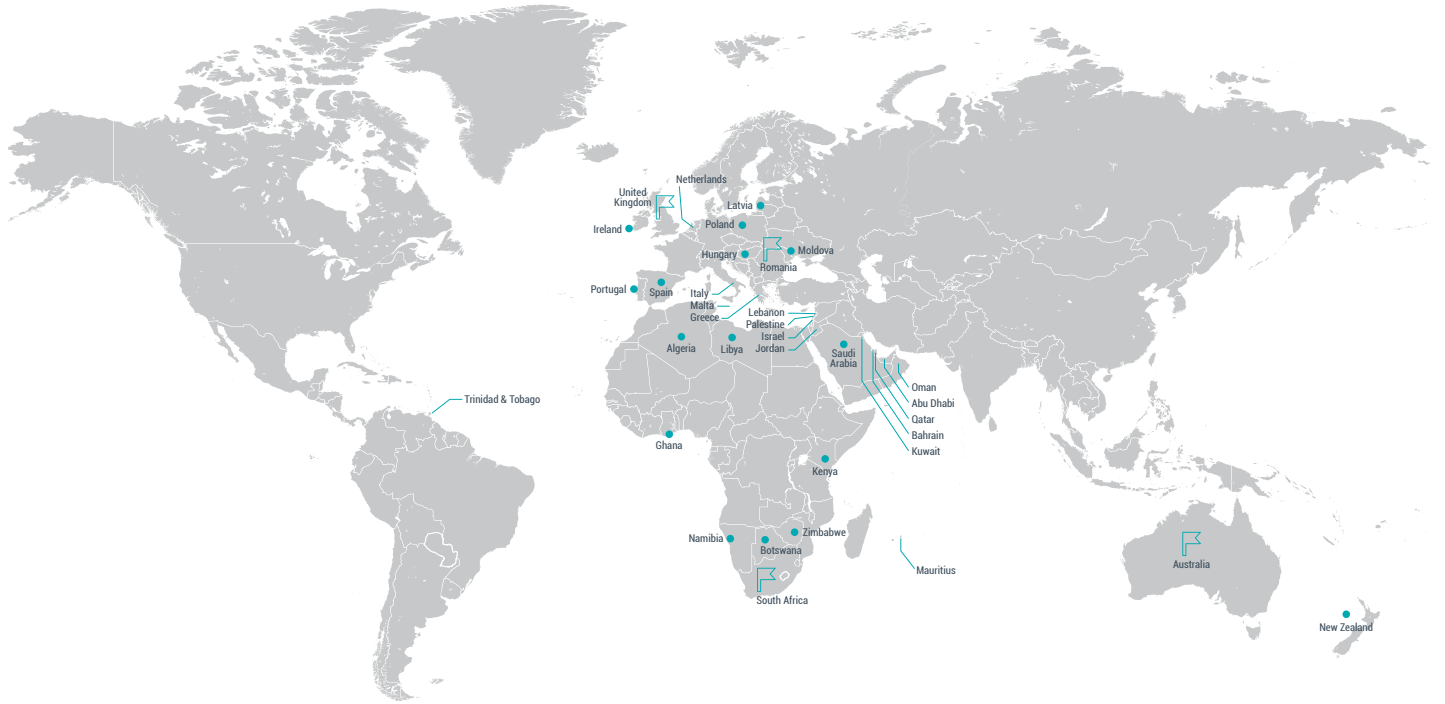 Netherlands
United
Kingdom
Latvia
Ireland
Poland
Hungary
Moldova
Romania
Portugal
Spain
Italy
Malta
Greece
Lebanon
Palestine
Israel
Jordan
Algeria
Libya
Saudi
Arabia
Oman
Abu Dhabi
Qatar
Bahrain
Kuwait
Trinidad & Tobago
Ghana
Kenya
Namibia
Zimbabwe
Botswana
Mauritius
South Africa
Australia
New Zealand